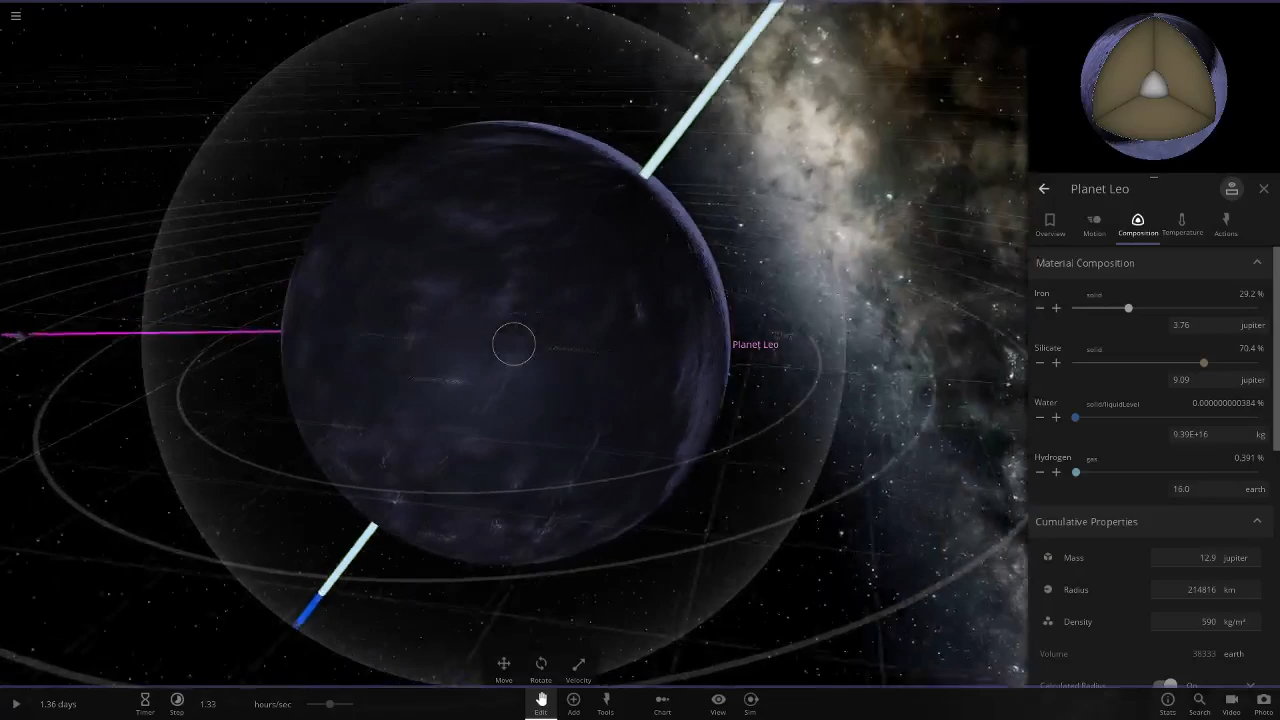 Planet Leo
Overview
Motion
Composition
Temperature
Actions
Material Composition
Iron solid 29.2 %
3.76 jupiter
Silicate solid 70.4 %
9.09 jupiter
Water solid/liquidLevel 0.000000000384 %
9.39E+16 kg
Hydrogen gas 0.391 %
16.0 earth
Cumulative Properties
Mass 12.9 jupiter
Radius 214816 km
Density 590 kg/m³
Volume 38333 earth
Calculated Radius On
Planet Leo
Move
Rotate
Velocity
1.36 days
Timer
Step
1.33 hours/sec
Edit
Add
Tools
Chart
View
Sim
Stats
Search
Video
Photo